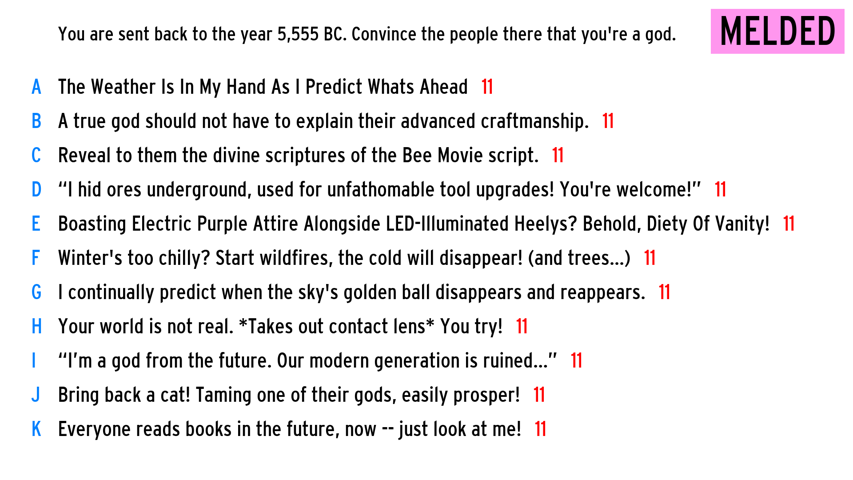 You are sent back to the year 5,555 BC. Convince the people there that you're a god.
MELDED
A The Weather Is In My Hand As I Predict Whats Ahead 11
B A true god should not have to explain their advanced craftmanship. 11
C Reveal to them the divine scriptures of the Bee Movie script. 11
D “I hid ores underground, used for unfathomable tool upgrades! You're welcome!” 11
E Boasting Electric Purple Attire Alongside LED-Illuminated Heelys? Behold, Diety Of Vanity! 11
F Winter's too chilly? Start wildfires, the cold will disappear! (and trees...) 11
G I continually predict when the sky's golden ball disappears and reappears. 11
H Your world is not real. *Takes out contact lens* You try! 11
I “I’m a god from the future. Our modern generation is ruined...” 11
J Bring back a cat! Taming one of their gods, easily prosper! 11
K Everyone reads books in the future, now -- just look at me! 11